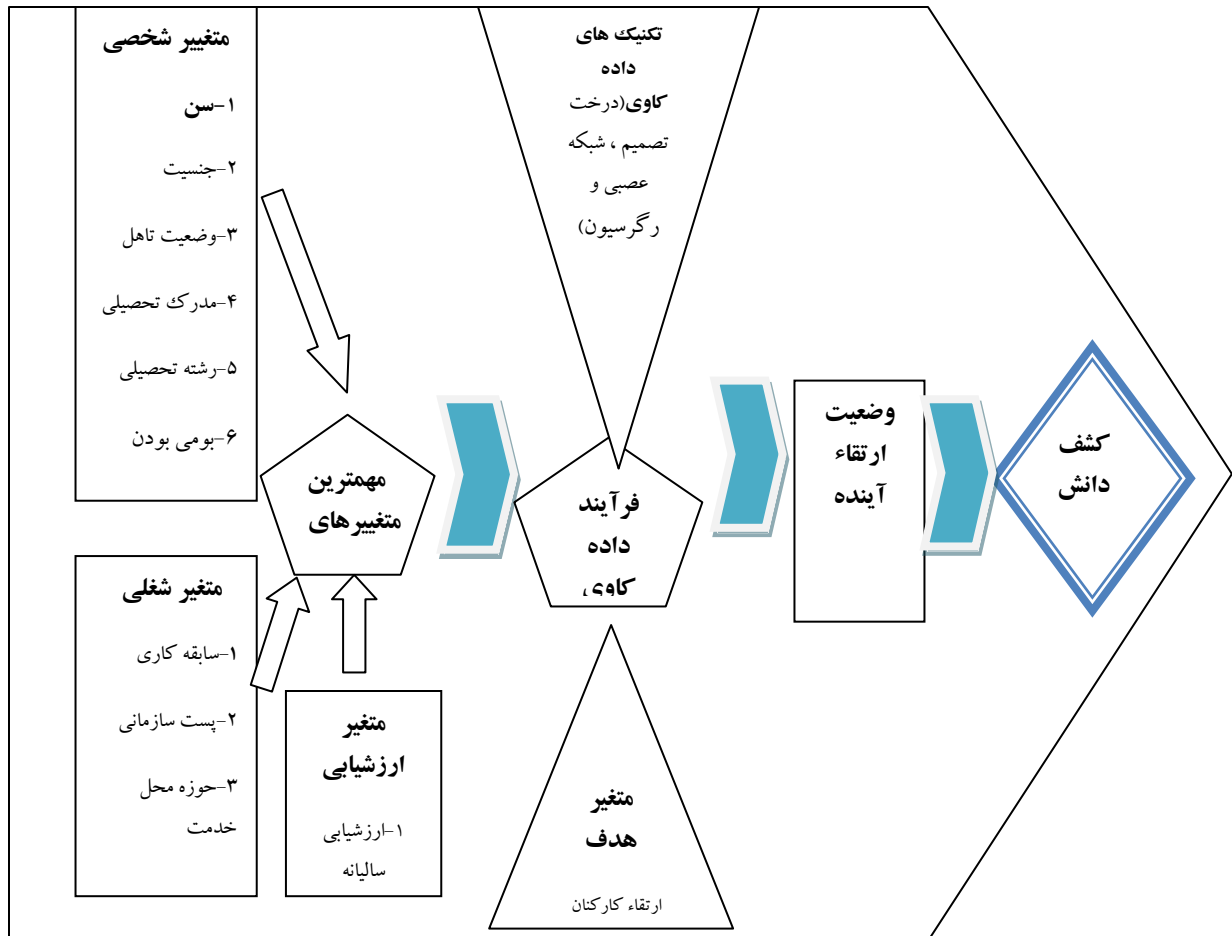 متغییر شخصی
۱-سن
۲-جنسیت
۳-وضعیت تاهل
۴-مدرک تحصیلی
۵-رشته تحصیلی
۶-بومی بودن
متغیر شغلی
۱-سابقه کاری
۲-پست سازمانی
۳-حوزه محل
خدمت
متغیر
ارزشیابی
۱-ارزشیابی
سالیانه
مهمترین
متغییرهای
تکنیک های
داده
کاوی(درخت
تصمیم ، شبکه
عصبی و
رگرسیون)
فرآیند
داده
کاوی
متغیر
هدف
ارتقاء کارکنان
وضعیت
ارتقاء
آینده
کشف
دانش